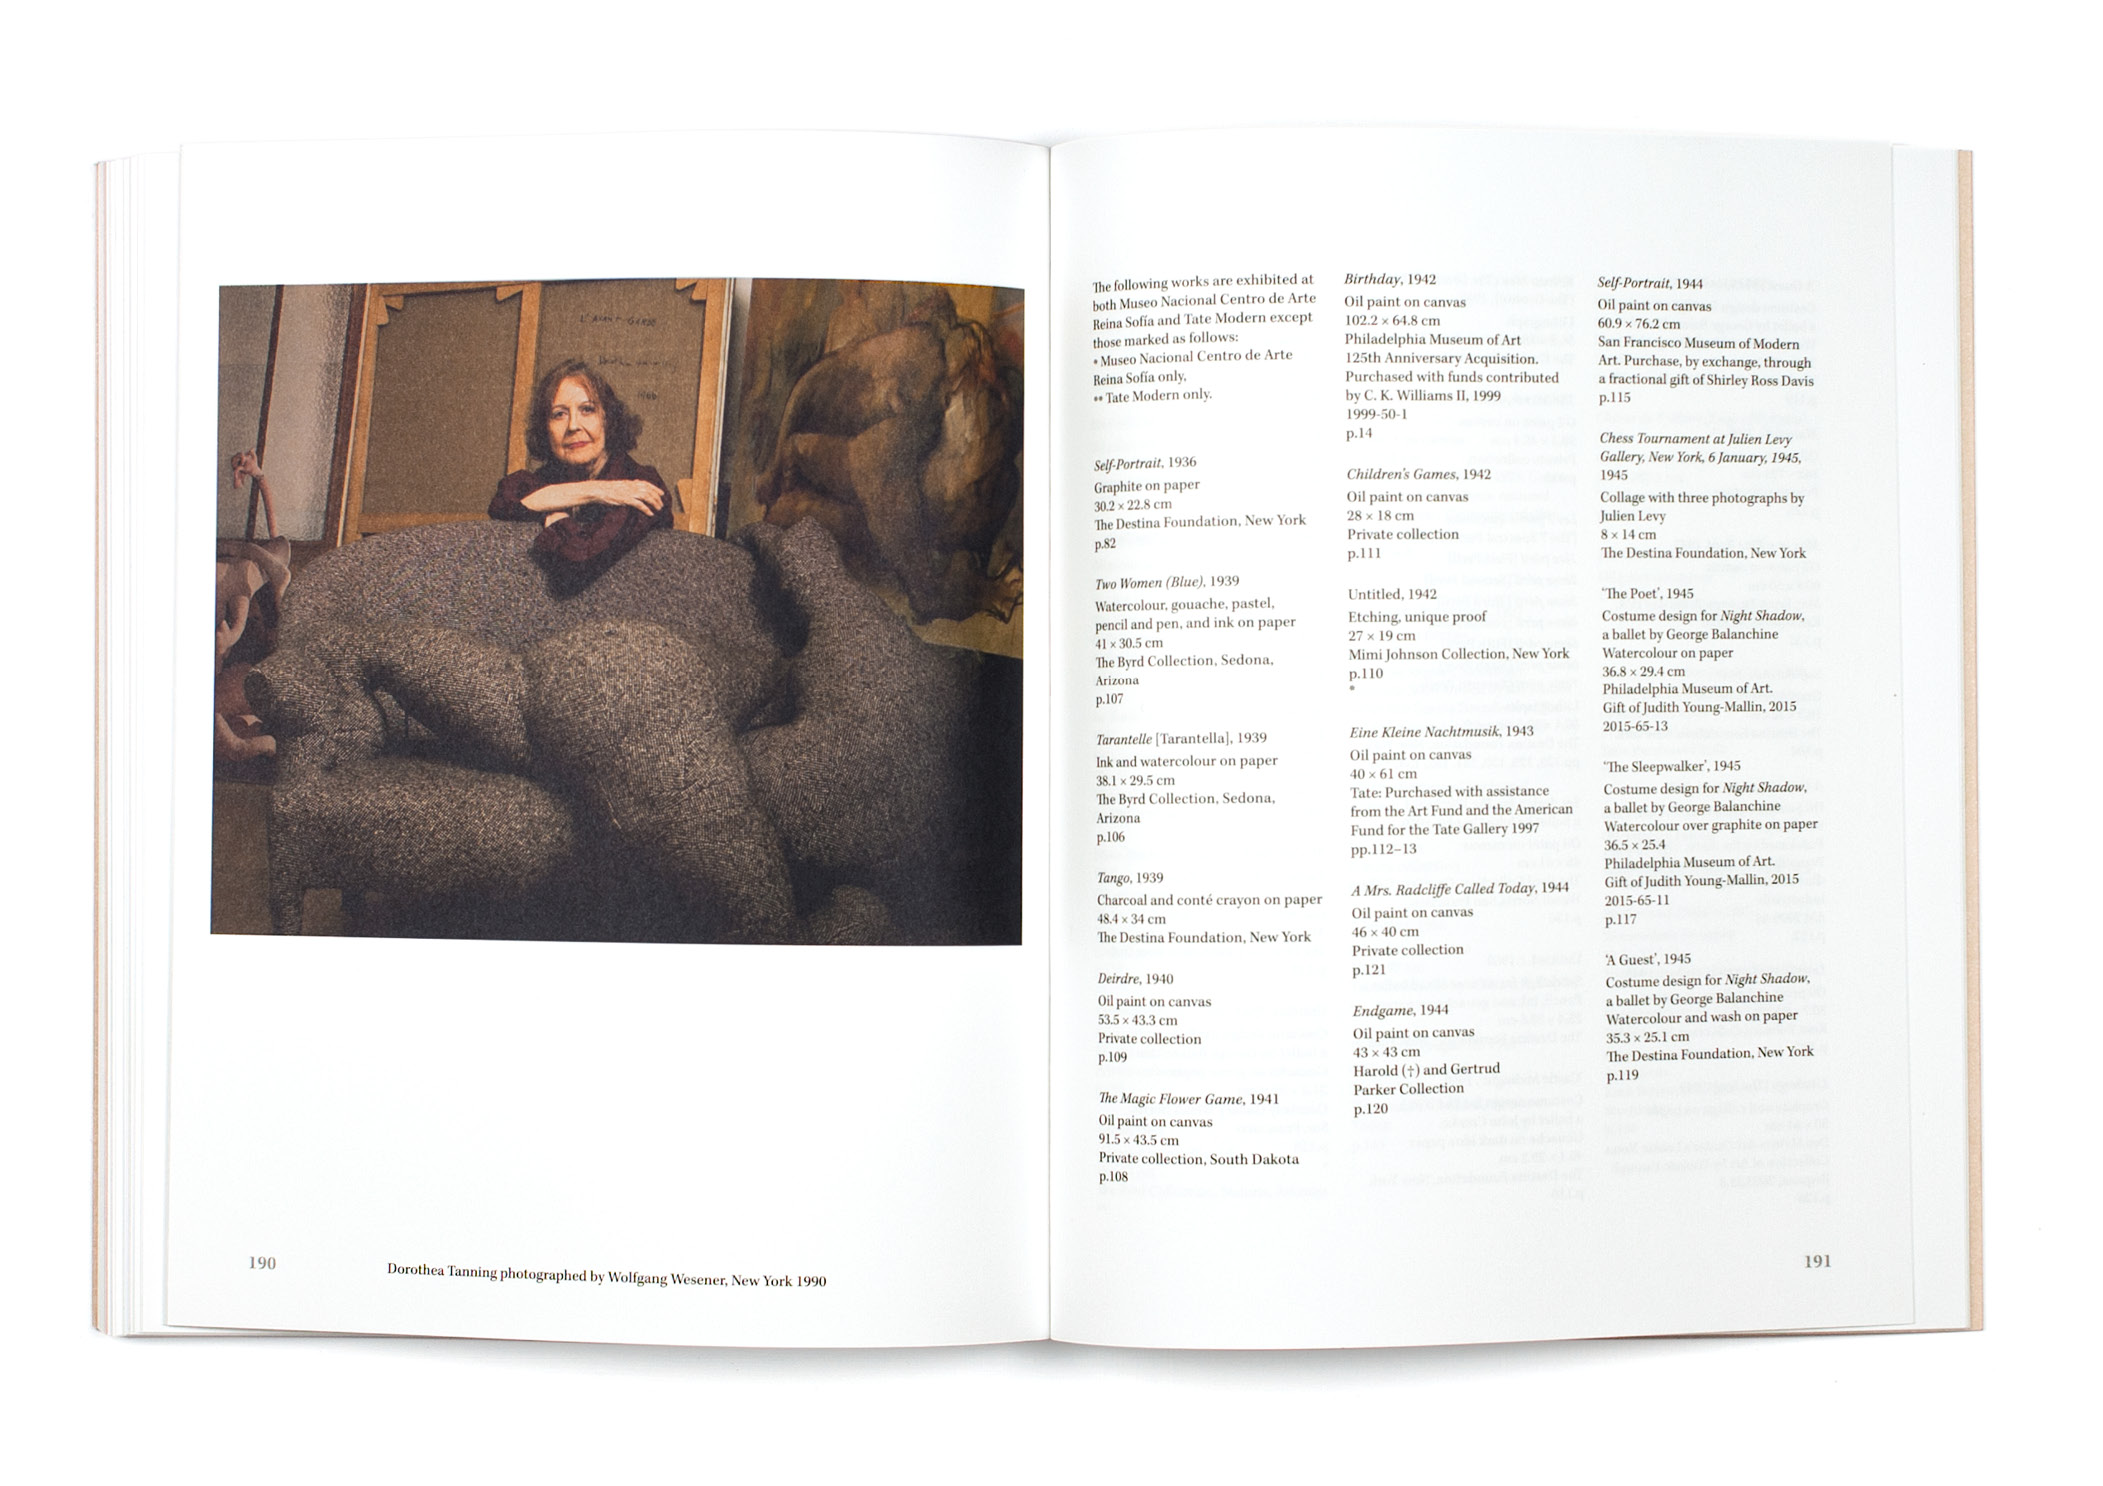 L'AVANT-GARDE
190
Dorothea Tanning photographed by Wolfgang Wesener, New York 1990
The following works are exhibited at
both Museo Nacional Centro de Arte
Reina Sofía and Tate Modern except
those marked as follows:
* Museo Nacional Centro de Arte
Reina Sofía only.
** Tate Modern only.
Self-Portrait, 1936
Graphite on paper
30.2 × 22.8 cm
The Destina Foundation, New York
p.82
Two Women (Blue), 1939
Watercolour, gouache, pastel,
pencil and pen, and ink on paper
41 × 30.5 cm
The Byrd Collection, Sedona,
Arizona
p.107
Tarantelle [Tarantella], 1939
Ink and watercolour on paper
38.1 × 29.5 cm
The Byrd Collection, Sedona,
Arizona
p.106
Tango, 1939
Charcoal and conté crayon on paper
48.4 × 34 cm
The Destina Foundation, New York
Deirdre, 1940
Oil paint on canvas
53.5 × 43.3 cm
Private collection
p.109
The Magic Flower Game, 1941
Oil paint on canvas
91.5 × 43.5 cm
Private collection, South Dakota
p.108
Birthday, 1942
Oil paint on canvas
102.2 × 64.8 cm
Philadelphia Museum of Art
125th Anniversary Acquisition.
Purchased with funds contributed
by C. K. Williams II, 1999
1999-50-1
p.14
Children's Games, 1942
Oil paint on canvas
28 × 18 cm
Private collection
p.111
Untitled, 1942
Etching, unique proof
27 × 19 cm
Mimi Johnson Collection, New York
p.110
*
Eine Kleine Nachtmusik, 1943
Oil paint on canvas
40 × 61 cm
Tate: Purchased with assistance
from the Art Fund and the American
Fund for the Tate Gallery 1997
pp.112–13
A Mrs. Radcliffe Called Today, 1944
Oil paint on canvas
46 × 40 cm
Private collection
p.121
Endgame, 1944
Oil paint on canvas
43 × 43 cm
Harold (†) and Gertrud
Parker Collection
p.120
Self-Portrait, 1944
Oil paint on canvas
60.9 × 76.2 cm
San Francisco Museum of Modern
Art. Purchase, by exchange, through
a fractional gift of Shirley Ross Davis
p.115
Chess Tournament at Julien Levy
Gallery, New York, 6 January, 1945,
1945
Collage with three photographs by
Julien Levy
8 × 14 cm
The Destina Foundation, New York
'The Poet', 1945
Costume design for Night Shadow,
a ballet by George Balanchine
Watercolour on paper
36.8 × 29.4 cm
Philadelphia Museum of Art.
Gift of Judith Young-Mallin, 2015
2015-65-13
'The Sleepwalker', 1945
Costume design for Night Shadow,
a ballet by George Balanchine
Watercolour over graphite on paper
36.5 × 25.4
Philadelphia Museum of Art.
Gift of Judith Young-Mallin, 2015
2015-65-11
p.117
'A Guest', 1945
Costume design for Night Shadow,
a ballet by George Balanchine
Watercolour and wash on paper
35.3 × 25.1 cm
The Destina Foundation, New York
p.119
191